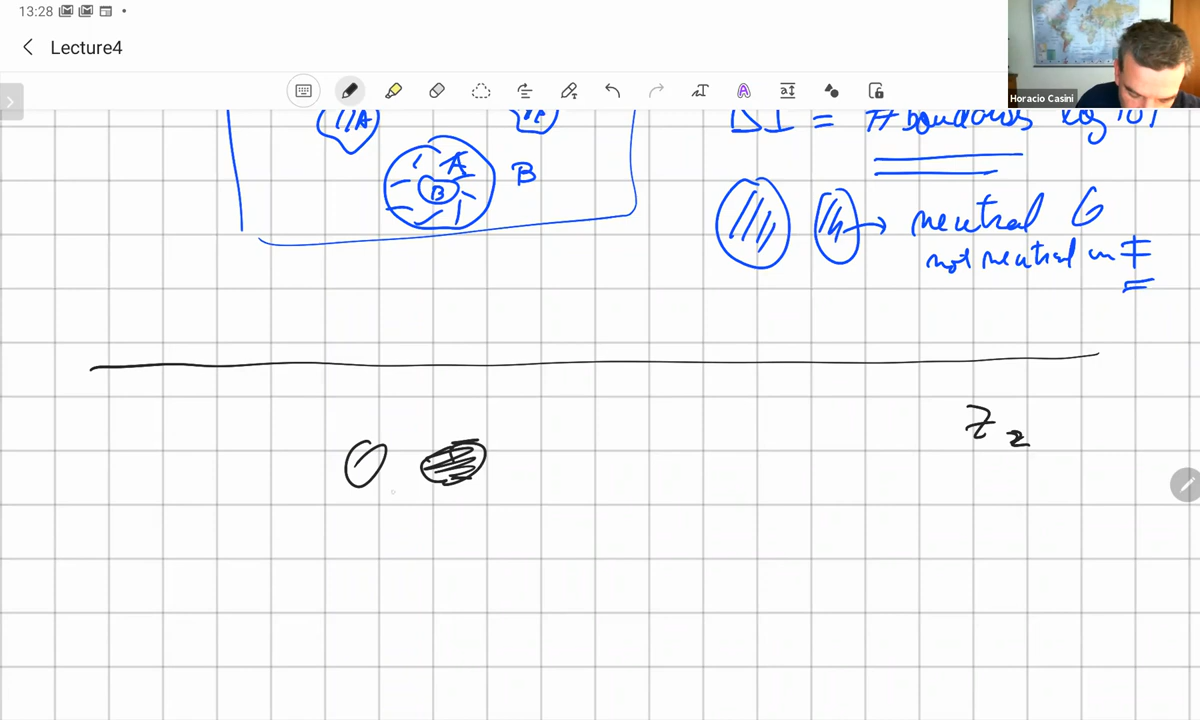 13:28
Lecture4
Horacio Casini
A
A
B
B
ΔI = # boundaries log |G|
neutral G
not neutral in F
Z₂